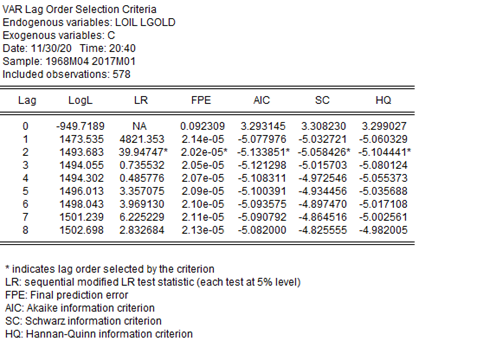 VAR Lag Order Selection Criteria
Endogenous variables: LOIL LGOLD
Exogenous variables: C
Date: 11/30/20 Time: 20:40
Sample: 1968M04 2017M01
Included observations: 578
Lag LogL LR FPE AIC SC HQ
0 -949.7189 NA 0.092309 3.293145 3.308230 3.299027
1 1473.535 4821.353 2.14e-05 -5.077976 -5.032721 -5.060329
2 1493.683 39.94747* 2.02e-05* -5.133851* -5.058426* -5.104441*
3 1494.055 0.735532 2.05e-05 -5.121298 -5.015703 -5.080124
4 1494.302 0.485776 2.07e-05 -5.108311 -4.972546 -5.055373
5 1496.013 3.357075 2.09e-05 -5.100391 -4.934456 -5.035688
6 1498.043 3.969130 2.10e-05 -5.093575 -4.897470 -5.017108
7 1501.239 6.225229 2.11e-05 -5.090792 -4.864516 -5.002561
8 1502.698 2.832684 2.13e-05 -5.082000 -4.825555 -4.982005
* indicates lag order selected by the criterion
LR: sequential modified LR test statistic (each test at 5% level)
FPE: Final prediction error
AIC: Akaike information criterion
SC: Schwarz information criterion
HQ: Hannan-Quinn information criterion